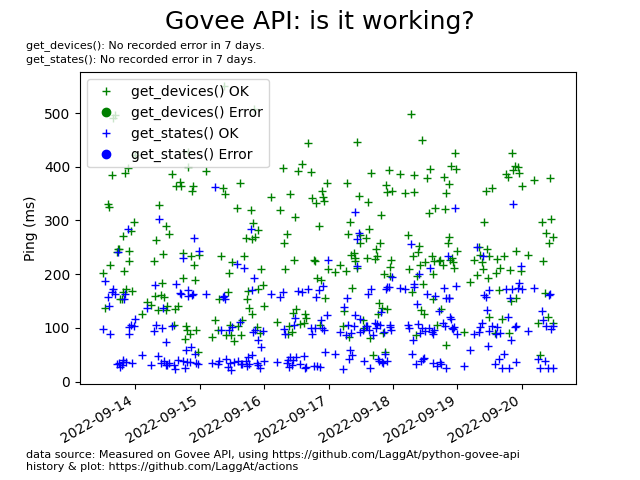 Govee API: is it working?
get_devices(): No recorded error in 7 days.
get_states(): No recorded error in 7 days.
get_devices() OK
get_devices() Error
get_states() OK
get_states() Error
Ping (ms)
500
400
300
200
100
0
2022-09-14
2022-09-15
2022-09-16
2022-09-17
2022-09-18
2022-09-19
2022-09-20
data source: Measured on Govee API, using https://github.com/LaggAt/python-govee-api
history & plot: https://github.com/LaggAt/actions